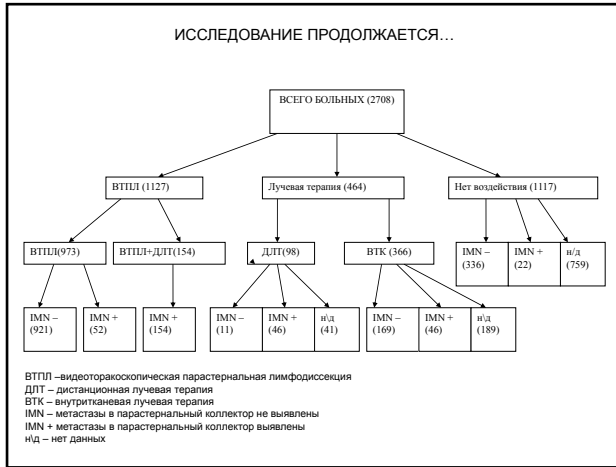 ИССЛЕДОВАНИЕ ПРОДОЛЖАЕТСЯ…
ВСЕГО БОЛЬНЫХ (2708)
ВТПЛ (1127)
Лучевая терапия (464)
Нет воздействия (1117)
ВТПЛ(973)
ВТПЛ+ДЛТ(154)
ДЛТ(98)
ВТК (366)
IMN –
(336)
IMN +
(22)
н/д
(759)
IMN –
(921)
IMN +
(52)
IMN +
(154)
IMN –
(11)
IMN +
(46)
н\д
(41)
IMN –
(169)
IMN +
(46)
н\д
(189)
ВТПЛ –видеоторакоскопическая парастернальная лимфодиссекция
ДЛТ – дистанционная лучевая терапия
ВТК – внутритканевая лучевая терапия
IMN – метастазы в парастернальный коллектор не выявлены
IMN + метастазы в парастернальный коллектор выявлены
н\д – нет данных